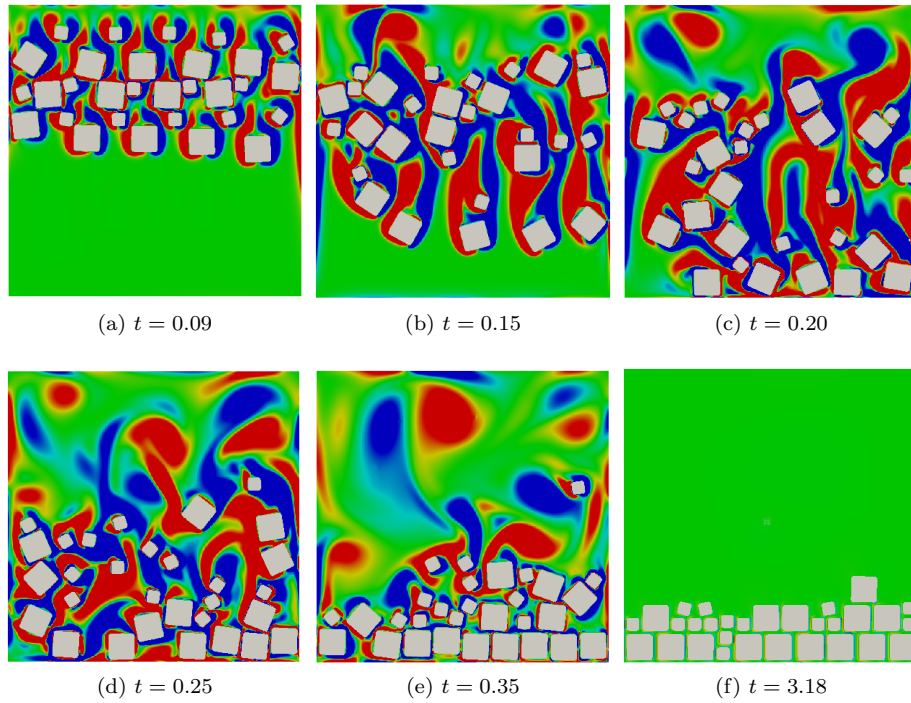 (a) t = 0.09
(b) t = 0.15
(c) t = 0.20
(d) t = 0.25
(e) t = 0.35
(f) t = 3.18